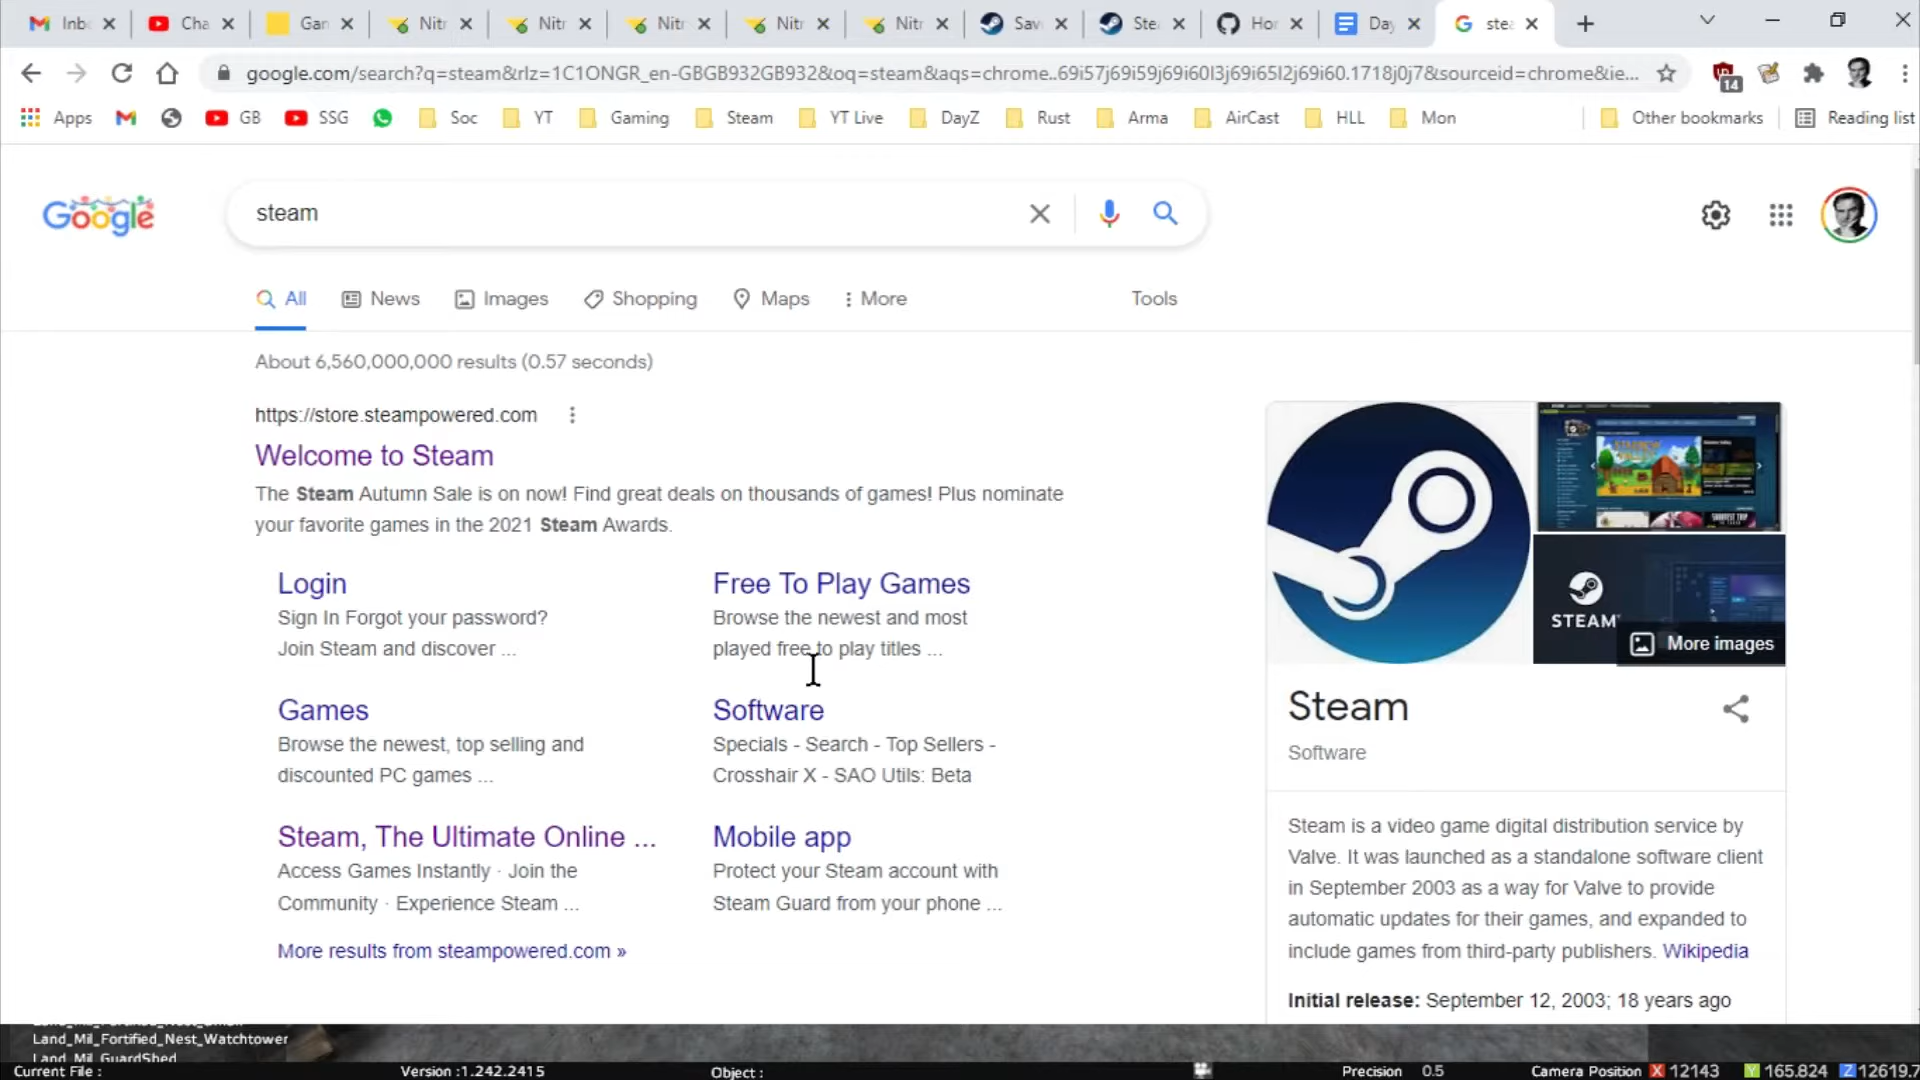 Inb
Cha
Gan
Nitr
Nitr
Nitr
Nitr
Nitr
Sav
Ste
Hor
Day
stea
google.com/search?q=steam&rlz=1C1ONGR_en-GBGB932GB932&oq=steam&aqs=chrome..69i57j69i59j69i60l3j69i65l2j69i60.1718j0j7&sourceid=chrome&ie...
14
Apps
GB
SSG
Soc
YT
Gaming
Steam
YT Live
DayZ
Rust
Arma
AirCast
HLL
Mon
Other bookmarks
Reading list
Google
steam
All
News
Images
Shopping
Maps
More
Tools
About 6,560,000,000 results (0.57 seconds)
https://store.steampowered.com
Welcome to Steam
The Steam Autumn Sale is on now! Find great deals on thousands of games! Plus nominate
your favorite games in the 2021 Steam Awards.
Login
Sign In Forgot your password?
Join Steam and discover ...
Free To Play Games
Browse the newest and most
played free to play titles ...
Games
Browse the newest, top selling and
discounted PC games ...
Software
Specials - Search - Top Sellers -
Crosshair X - SAO Utils: Beta
Steam, The Ultimate Online ...
Access Games Instantly · Join the
Community · Experience Steam ...
Mobile app
Protect your Steam account with
Steam Guard from your phone ...
More results from steampowered.com »
STEAM
More images
Steam
Software
Steam is a video game digital distribution service by
Valve. It was launched as a standalone software client
in September 2003 as a way for Valve to provide
automatic updates for their games, and expanded to
include games from third-party publishers. Wikipedia
Initial release: September 12, 2003; 18 years ago
Land_Mil_Fortified_Nest_Watchtower
Land_Mil_GuardShed
Current File :
Version :1.242.2415
Object :
Precision 0.5
Camera Position X 12143 Y 165.824 Z 12619.7